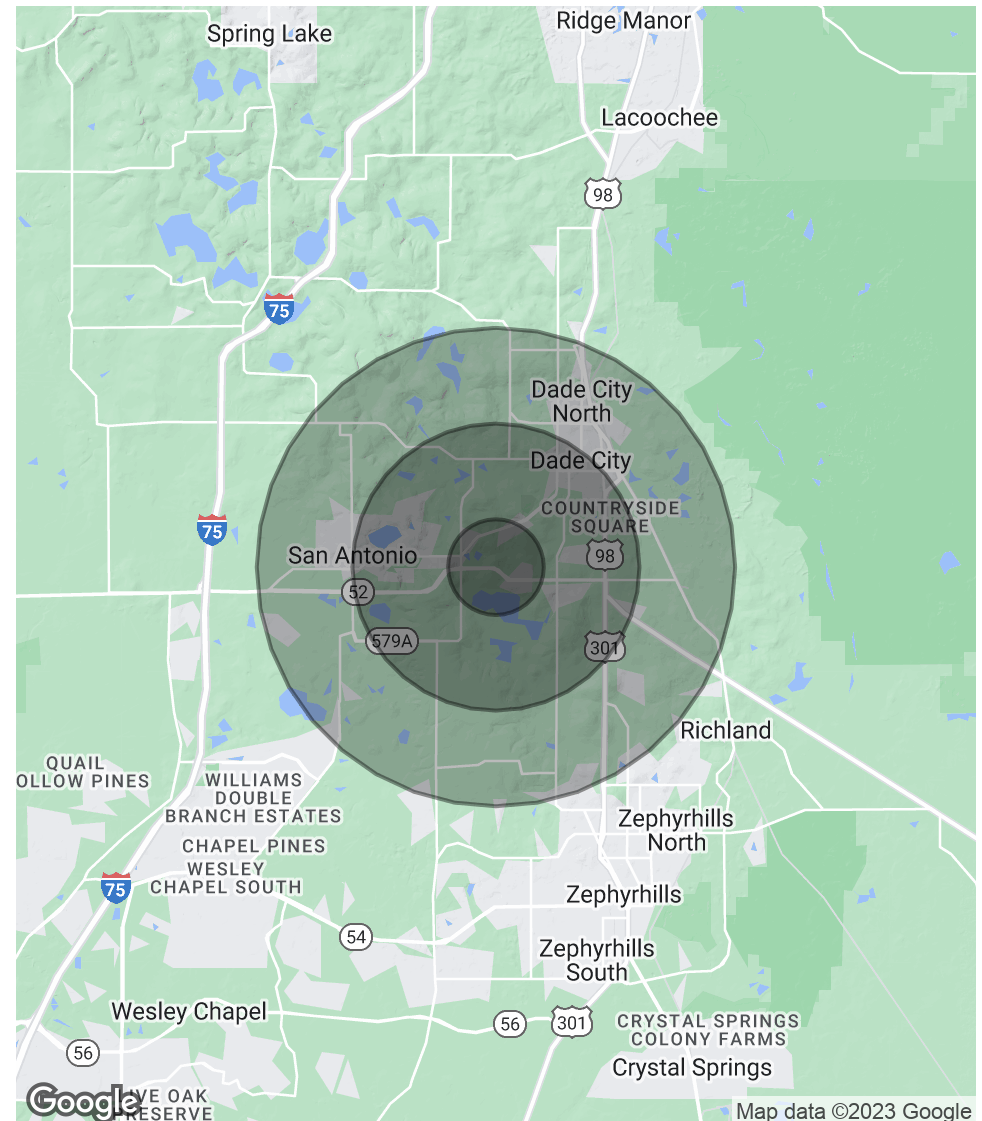 Spring Lake
Ridge Manor
Lacoochee
98
75
Dade City
North
Dade City
COUNTRYSIDE
SQUARE
75
San Antonio
98
52
579A
301
Richland
QUAIL
OLLOW PINES
WILLIAMS
DOUBLE
BRANCH ESTATES
Zephyrhills
North
CHAPEL PINES
WESLEY
CHAPEL SOUTH
75
Zephyrhills
54
Zephyrhills
South
Wesley Chapel
56
301
CRYSTAL SPRINGS
COLONY FARMS
56
Crystal Springs
Google
IVE OAK
RESERVE
Map data ©2023 Google